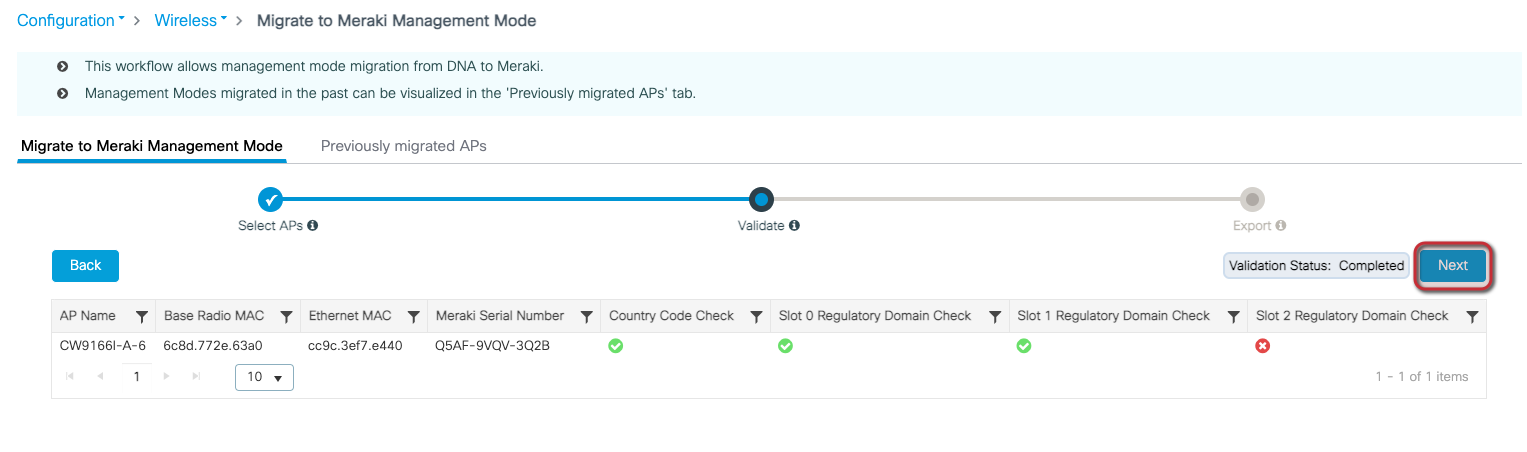 Configuration > Wireless > Migrate to Meraki Management Mode
This workflow allows management mode migration from DNA to Meraki.
Management Modes migrated in the past can be visualized in the 'Previously migrated APs' tab.
Migrate to Meraki Management Mode Previously migrated APs
Select APs Validate Export
Back Validation Status: Completed Next
AP Name Base Radio MAC Ethernet MAC Meraki Serial Number Country Code Check Slot 0 Regulatory Domain Check Slot 1 Regulatory Domain Check Slot 2 Regulatory Domain Check
CW9166I-A-6 6c8d.772e.63a0 cc9c.3ef7.e440 Q5AF-9VQV-3Q2B
1 10 1 - 1 of 1 items